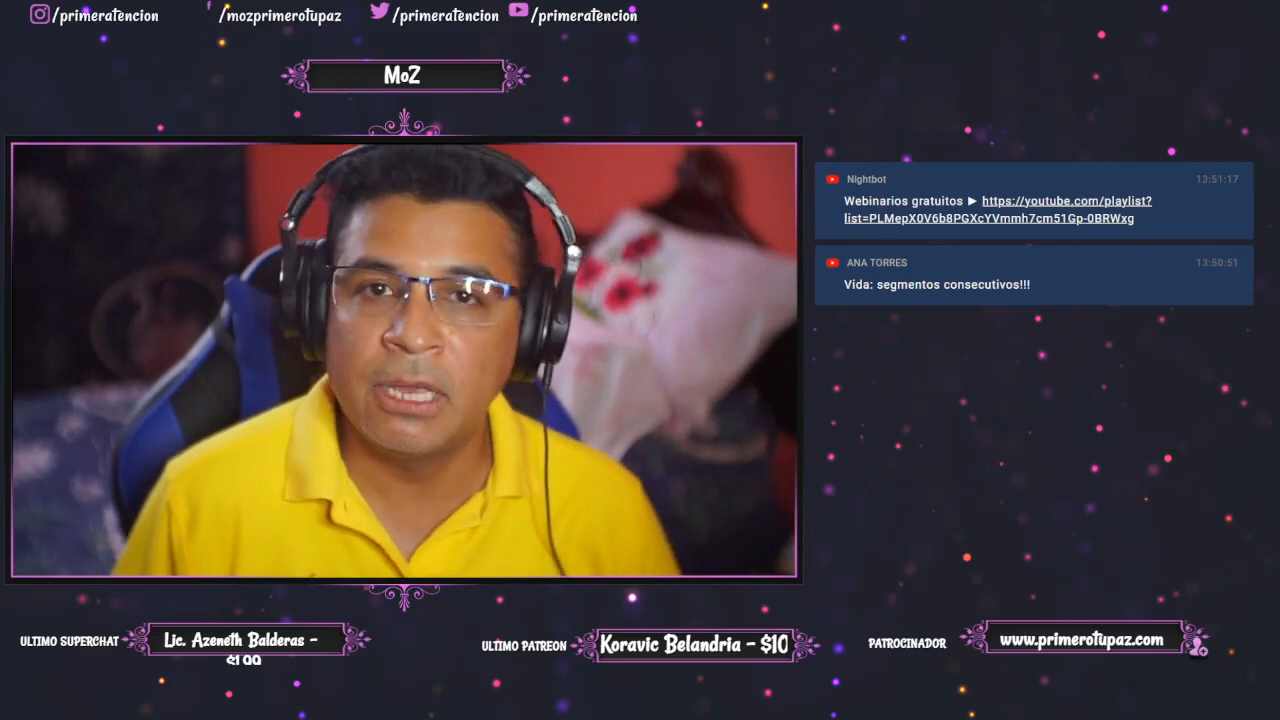 /primeratencion
/mozprimerotupaz
/primeratencion
/primeratencion
MoZ
Nightbot
13:51:17
Webinarios gratuitos ► https://youtube.com/playlist?
list=PLMepX0V6b8PGXcYVmmh7cm51Gp-0BRWxg
ANA TORRES
13:50:51
Vida: segmentos consecutivos!!!
ULTIMO SUPERCHAT
Lic. Azeneth Balderas -
ULTIMO PATREON
Koravic Belandria - $10
PATROCINADOR
www.primerotupaz.com